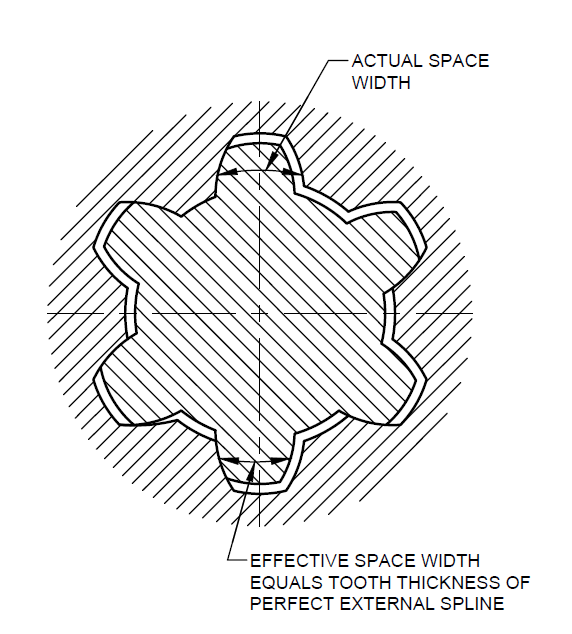 ACTUAL SPACE
WIDTH
EFFECTIVE SPACE WIDTH
EQUALS TOOTH THICKNESS OF
PERFECT EXTERNAL SPLINE